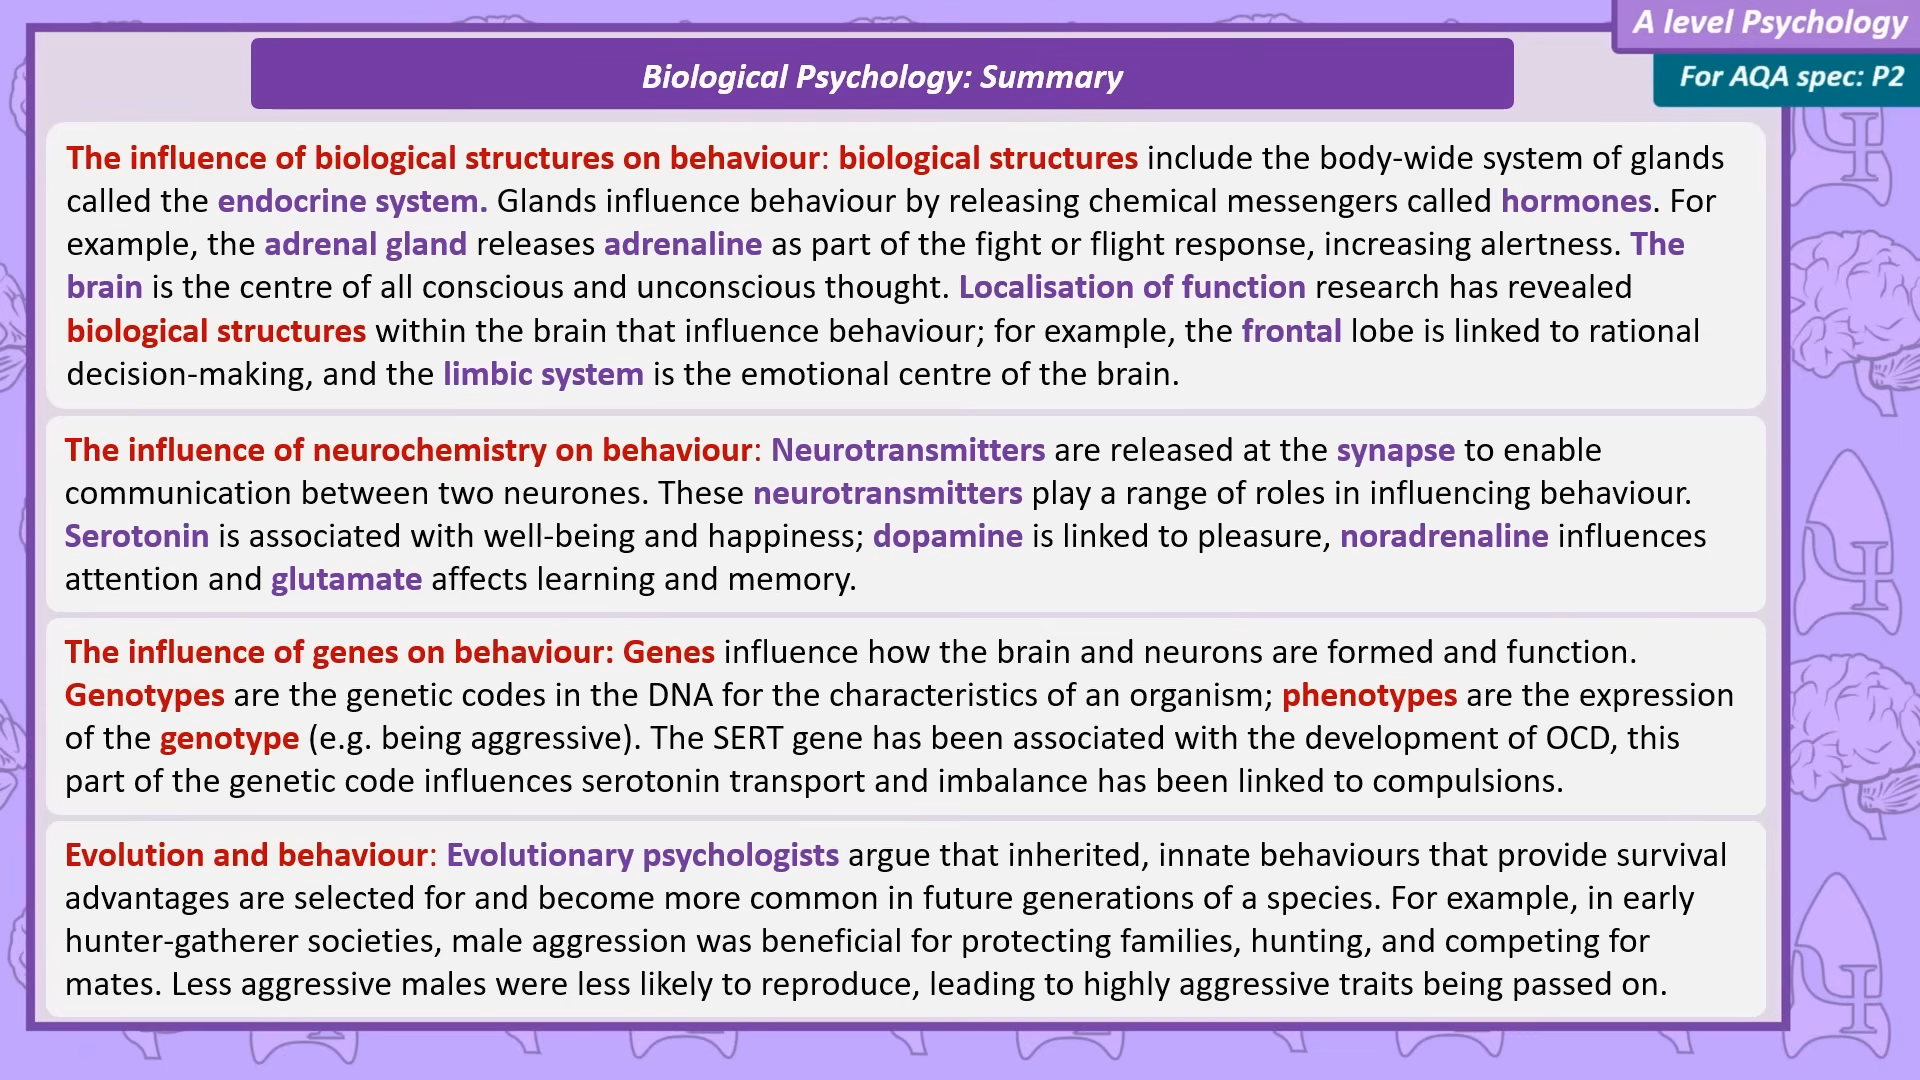 A level Psychology
For AQA spec: P2
Biological Psychology: Summary
The influence of biological structures on behaviour: biological structures include the body-wide system of glands
called the endocrine system. Glands influence behaviour by releasing chemical messengers called hormones. For
example, the adrenal gland releases adrenaline as part of the fight or flight response, increasing alertness. The
brain is the centre of all conscious and unconscious thought. Localisation of function research has revealed
biological structures within the brain that influence behaviour; for example, the frontal lobe is linked to rational
decision-making, and the limbic system is the emotional centre of the brain.
The influence of neurochemistry on behaviour: Neurotransmitters are released at the synapse to enable
communication between two neurones. These neurotransmitters play a range of roles in influencing behaviour.
Serotonin is associated with well-being and happiness; dopamine is linked to pleasure, noradrenaline influences
attention and glutamate affects learning and memory.
The influence of genes on behaviour: Genes influence how the brain and neurons are formed and function.
Genotypes are the genetic codes in the DNA for the characteristics of an organism; phenotypes are the expression
of the genotype (e.g. being aggressive). The SERT gene has been associated with the development of OCD, this
part of the genetic code influences serotonin transport and imbalance has been linked to compulsions.
Evolution and behaviour: Evolutionary psychologists argue that inherited, innate behaviours that provide survival
advantages are selected for and become more common in future generations of a species. For example, in early
hunter-gatherer societies, male aggression was beneficial for protecting families, hunting, and competing for
mates. Less aggressive males were less likely to reproduce, leading to highly aggressive traits being passed on.